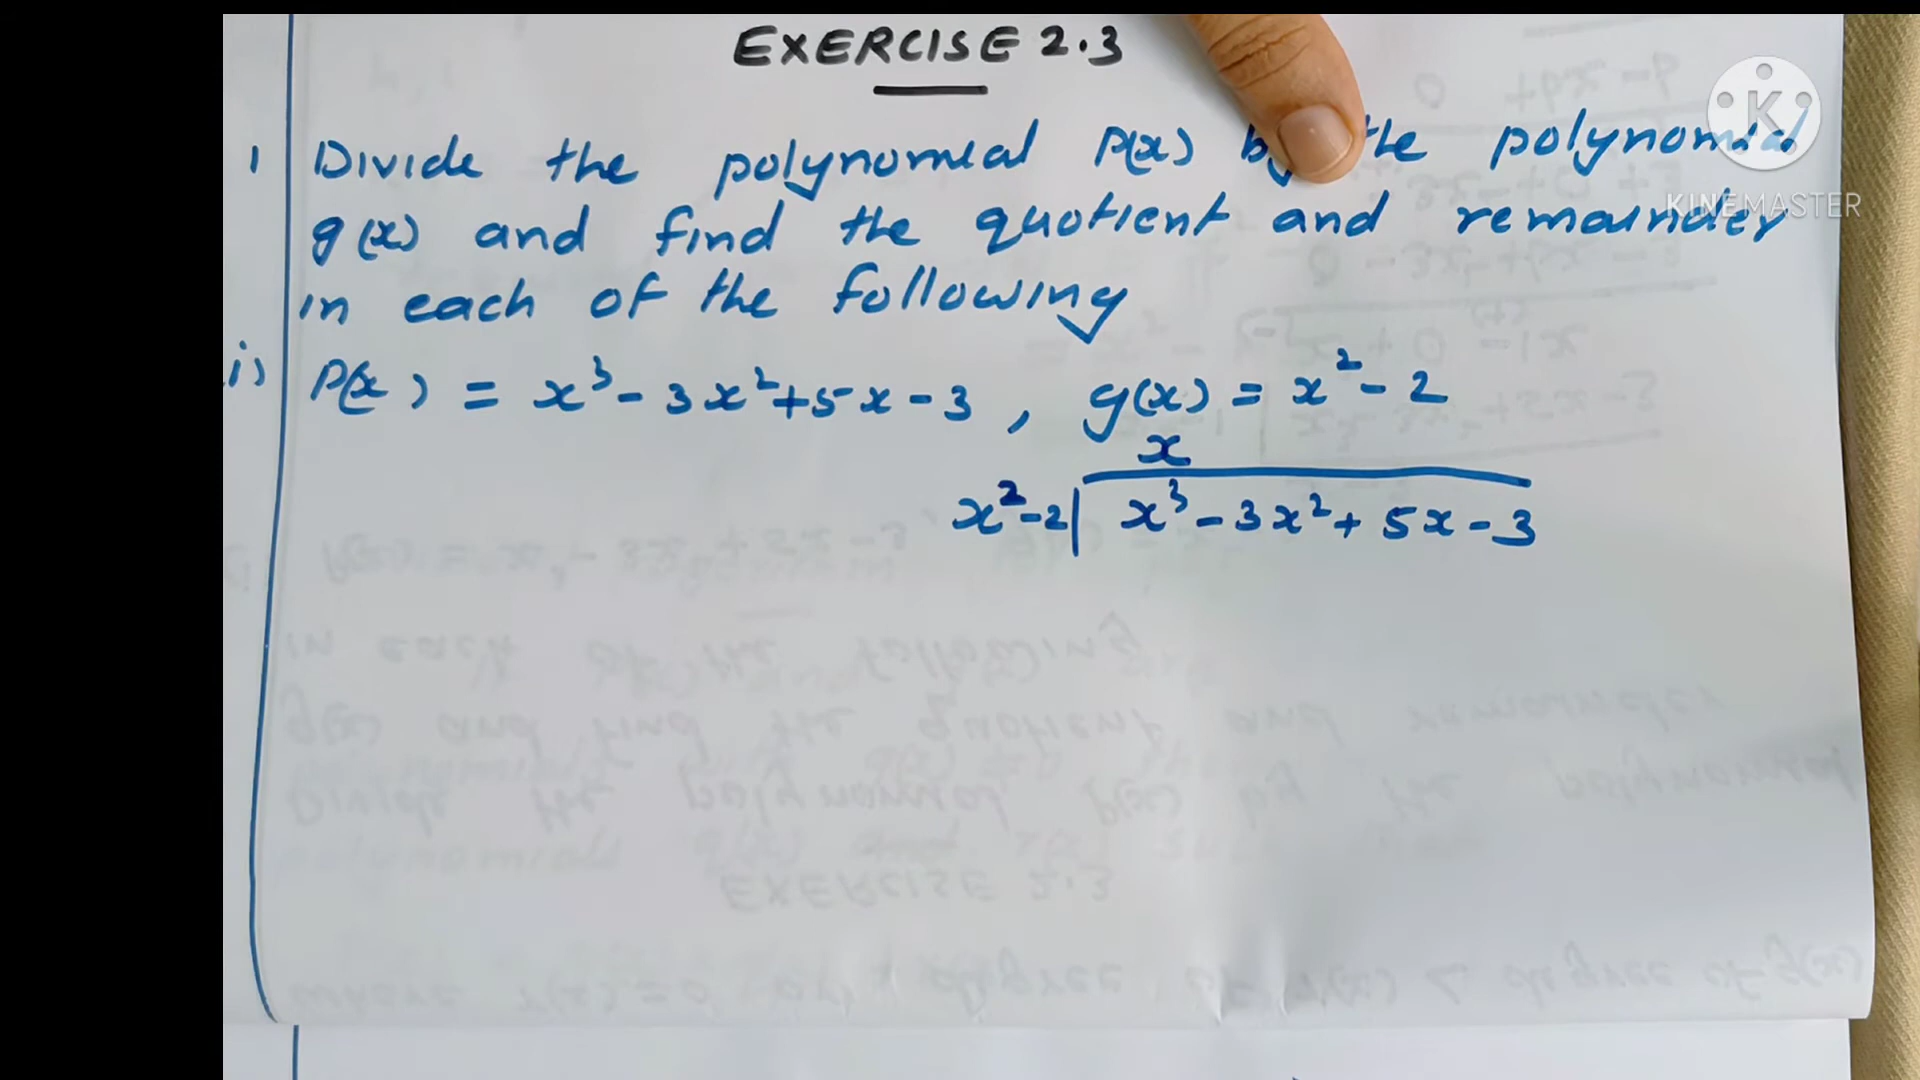 EXERCISE 2.3
1 Divide the polynomial P(x) by the polynomial
g(x) and find the quotient and remainder
in each of the following
i) P(x) = x³ - 3x² + 5x - 3, g(x) = x² - 2
x
x² - 2 | x³ - 3x² + 5x - 3
K
KINEMASTER